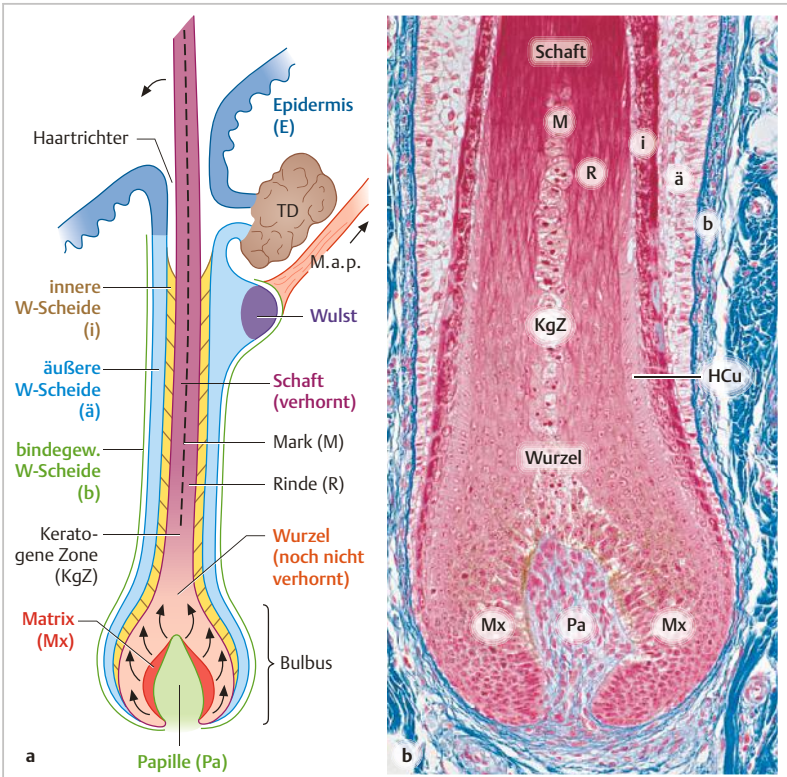 Epidermis
(E)
Haartrichter
TD
M.a.p.
innere
W-Scheide
(i)
Wulst
äußere
W-Scheide
(ä)
Schaft
(verhornt)
bindegew.
W-Scheide
(b)
Mark (M)
Rinde (R)
Kerato-
gene Zone
(KgZ)
Wurzel
(noch nicht
verhornt)
Matrix
(Mx)
Bulbus
Papille (Pa)
a
Schaft
M
i
R
ä
b
KgZ
HCu
Wurzel
Mx
Pa
Mx
b